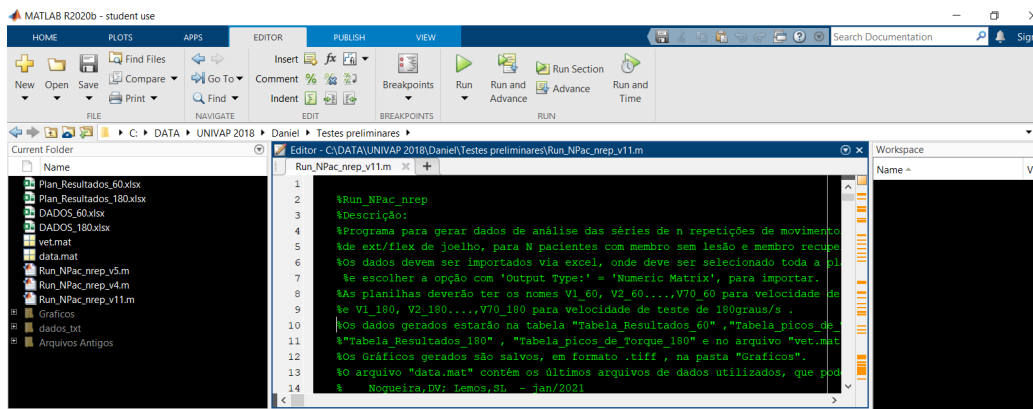 MATLAB R2020b - student use
HOME PLOTS APPS EDITOR PUBLISH VIEW Search Documentation Sig
New Open Save Find Files Compare Print Go To Find Insert Comment Indent Breakpoints Run Run and Advance Run Section Advance Run and Time
FILE NAVIGATE EDIT BREAKPOINTS RUN
C: DATA UNIVAP 2018 Daniel Testes preliminares
Current Folder
Name
Plan_Resultados_60.xlsx
Plan_Resultados_180.xlsx
DADOS_60.xlsx
DADOS_180.xlsx
vet.mat
data.mat
Run_NPac_nrep_v5.m
Run_NPac_nrep_v4.m
Run_NPac_nrep_v11.m
Graficos
dados_txt
Arquivos Antigos
Editor - C:\DATA\UNIVAP 2018\Daniel\Testes preliminares\Run_NPac_nrep_v11.m
Run_NPac_nrep_v11.m
1
2 %Run_NPac_nrep
3 %Descrição:
4 %Programa para gerar dados de análise das séries de n repetições de movimento
5 %de ext/flex de joelho, para N pacientes com membro sem lesão e membro recupe
6 %Os dados devem ser importados via excel, onde deve ser selecionado toda a pl
7 %e escolher a opção com 'Output Type:' = 'Numeric Matrix', para importar.
8 %As planilhas deverão ter os nomes V1_60, V2_60....,V70_60 para velocidade de
9 %e V1_180, V2_180....,V70_180 para velocidade de teste de 180graus/s .
10 %Os dados gerados estarão na tabela "Tabela_Resultados_60" ,"Tabela_picos_de_
11 %"Tabela_Resultados_180" , "Tabela_picos_de_Torque_180" e no arquivo "vet.mat
12 %Os Gráficos gerados são salvos, em formato .tiff , na pasta "Graficos".
13 %O arquivo "data.mat" contém os últimos arquivos de dados utilizados, que pod
14 % Nogueira,DV; Lemos,SL - jan/2021
Workspace
Name
V